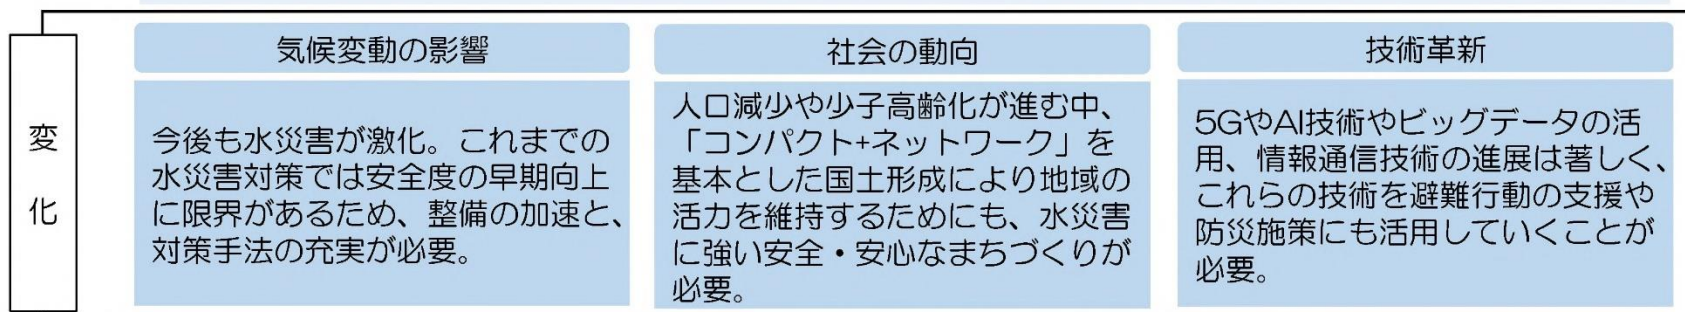 変化
気候変動の影響
今後も水災害が激化。これまでの
水災害対策では安全度の早期向上
に限界があるため、整備の加速と、
対策手法の充実が必要。
社会の動向
人口減少や少子高齢化が進む中、
「コンパクト+ネットワーク」を
基本とした国土形成により地域の
活力を維持するためにも、水災害
に強い安全・安心なまちづくりが
必要。
技術革新
5GやAI技術やビッグデータの活
用、情報通信技術の進展は著しく、
これらの技術を避難行動の支援や
防災施策にも活用していくことが
必要。